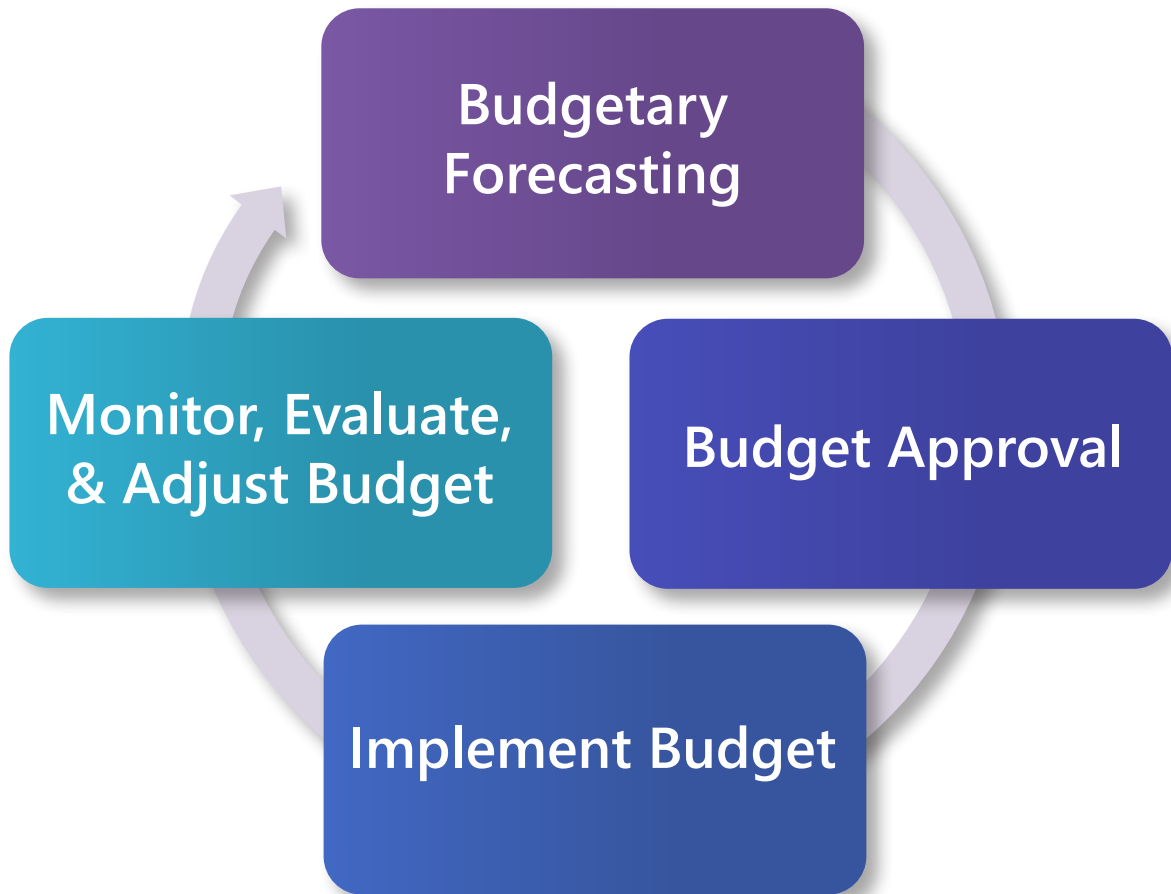 Budgetary
Forecasting
Budget Approval
Implement Budget
Monitor, Evaluate,
& Adjust Budget